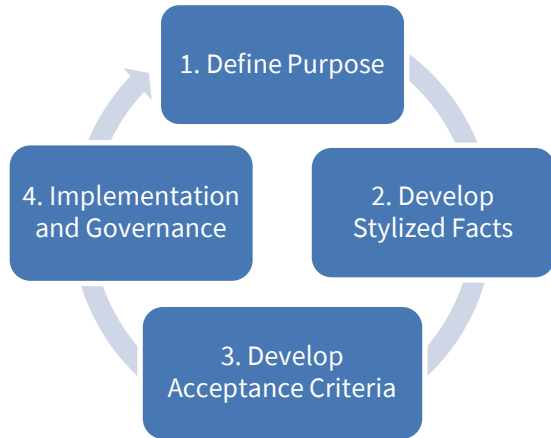 1. Define Purpose
2. Develop
Stylized Facts
3. Develop
Acceptance Criteria
4. Implementation
and Governance